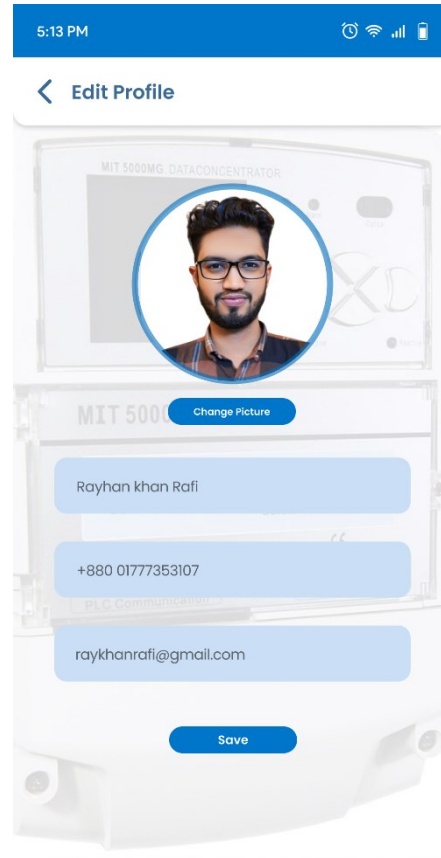 5:13 PM
Edit Profile
MIT 5000MG DATACONCENTRATOR
Change Picture
MIT 500
Rayhan khan Rafi
+880 01777353107
PLC Communication
raykhanrafi@gmail.com
Save